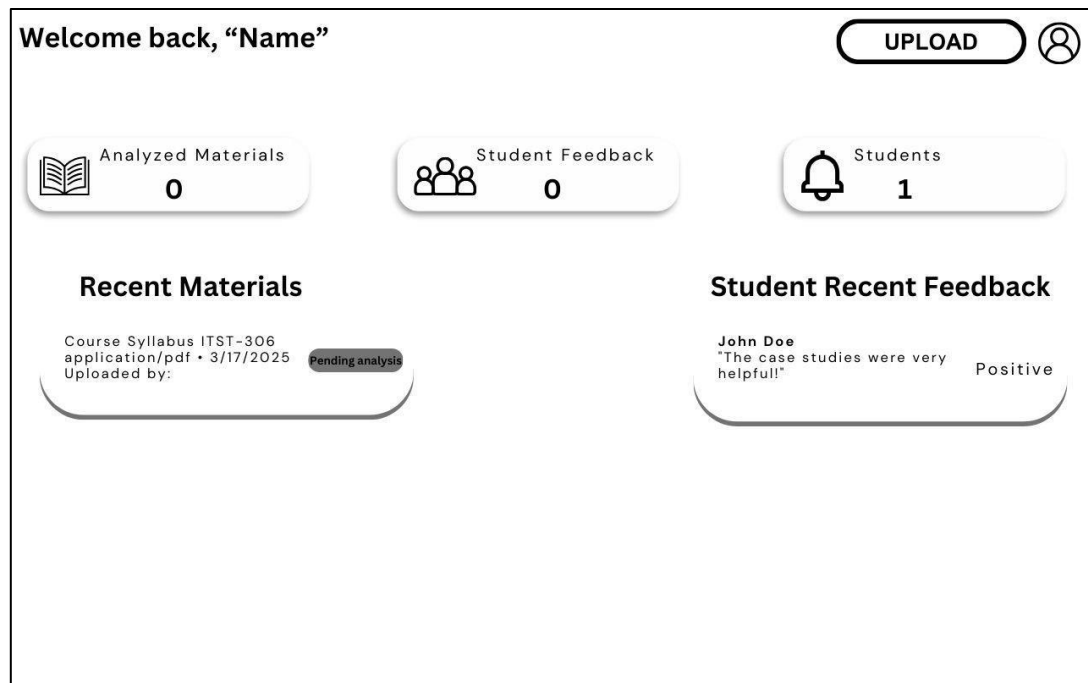 Welcome back, “Name”
UPLOAD
Analyzed Materials
0
Student Feedback
0
Students
1
Recent Materials
Course Syllabus ITST-306
application/pdf • 3/17/2025
Uploaded by:
Pending analysis
Student Recent Feedback
John Doe
"The case studies were very
helpful!"
Positive